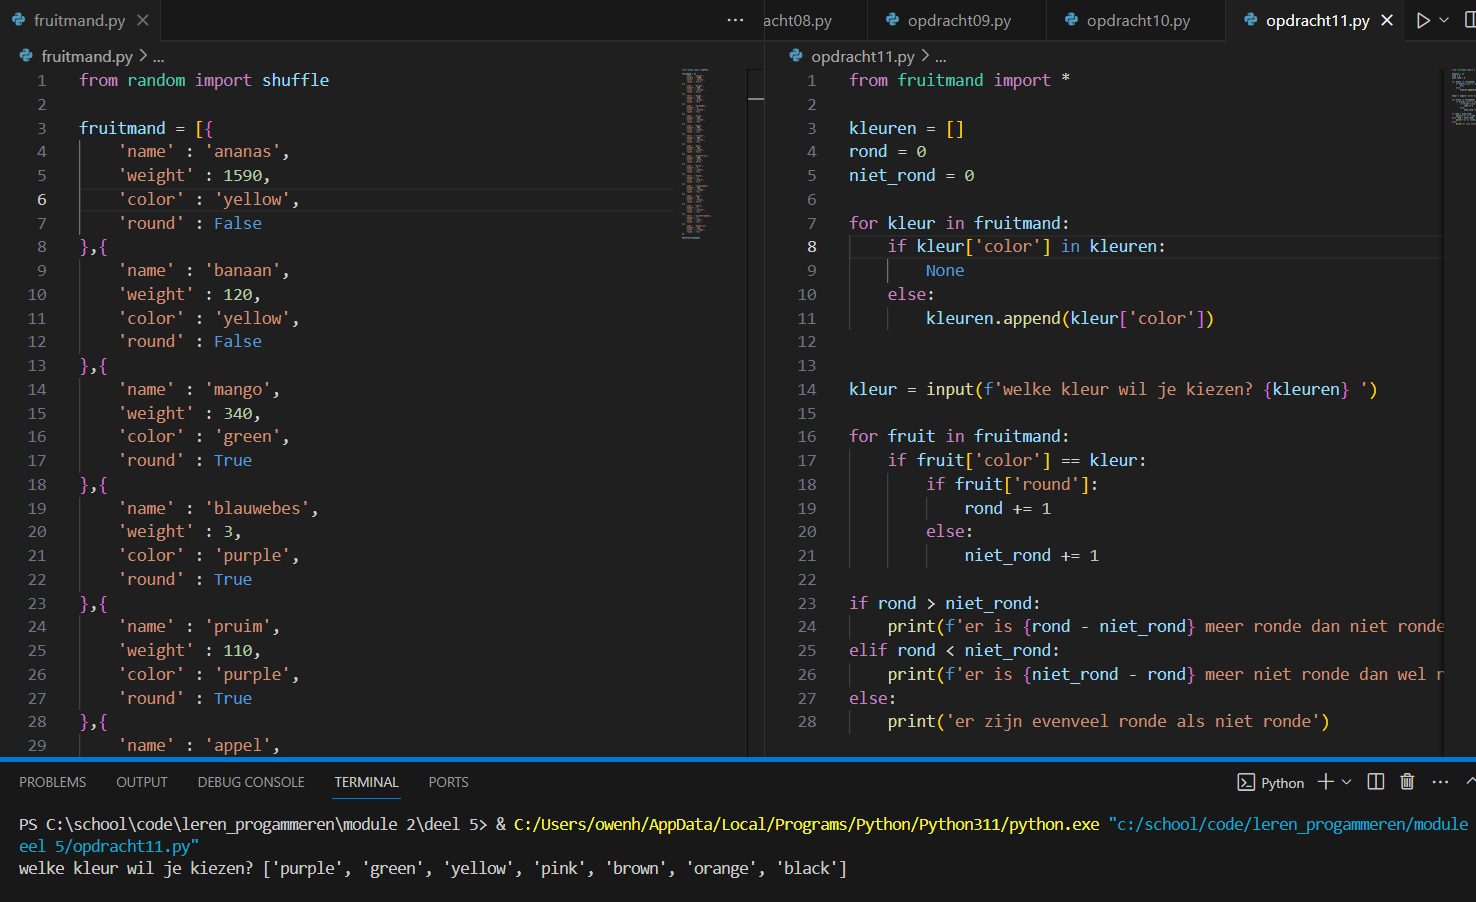 fruitmand.py
acht08.py opdracht09.py opdracht10.py opdracht11.py
fruitmand.py > ...
1 from random import shuffle
2
3 fruitmand = [{
4 'name' : 'ananas',
5 'weight' : 1590,
6 'color' : 'yellow',
7 'round' : False
8 },{
9 'name' : 'banaan',
10 'weight' : 120,
11 'color' : 'yellow',
12 'round' : False
13 },{
14 'name' : 'mango',
15 'weight' : 340,
16 'color' : 'green',
17 'round' : True
18 },{
19 'name' : 'blauwebes',
20 'weight' : 3,
21 'color' : 'purple',
22 'round' : True
23 },{
24 'name' : 'pruim',
25 'weight' : 110,
26 'color' : 'purple',
27 'round' : True
28 },{
29 'name' : 'appel',
opdracht11.py > ...
1 from fruitmand import *
2
3 kleuren = []
4 rond = 0
5 niet_rond = 0
6
7 for kleur in fruitmand:
8 if kleur['color'] in kleuren:
9 None
10 else:
11 kleuren.append(kleur['color'])
12
13
14 kleur = input(f'welke kleur wil je kiezen? {kleuren} ')
15
16 for fruit in fruitmand:
17 if fruit['color'] == kleur:
18 if fruit['round']:
19 rond += 1
20 else:
21 niet_rond += 1
22
23 if rond > niet_rond:
24 print(f'er is {rond - niet_rond} meer ronde dan niet ronde
25 elif rond < niet_rond:
26 print(f'er is {niet_rond - rond} meer niet ronde dan wel r
27 else:
28 print('er zijn evenveel ronde als niet ronde')
PROBLEMS OUTPUT DEBUG CONSOLE TERMINAL PORTS Python
PS C:\school\code\leren_progammeren\module 2\deel 5> & C:/Users/owenh/AppData/Local/Programs/Python/Python311/python.exe "c:/school/code/leren_progammeren/module
eel 5/opdracht11.py"
welke kleur wil je kiezen? ['purple', 'green', 'yellow', 'pink', 'brown', 'orange', 'black']